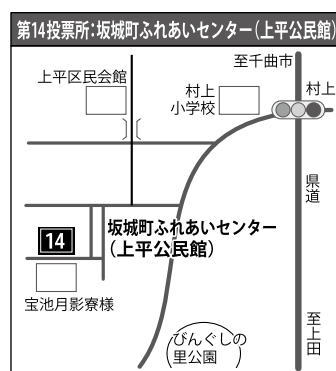 第14投票所：坂城町ふれあいセンター（上平公民館）
至千曲市
上平区民会館
村上
小学校
村上
県道
14
坂城町ふれあいセンター
（上平公民館）
宝池月影寮様
びんぐしの
里公園
至上田